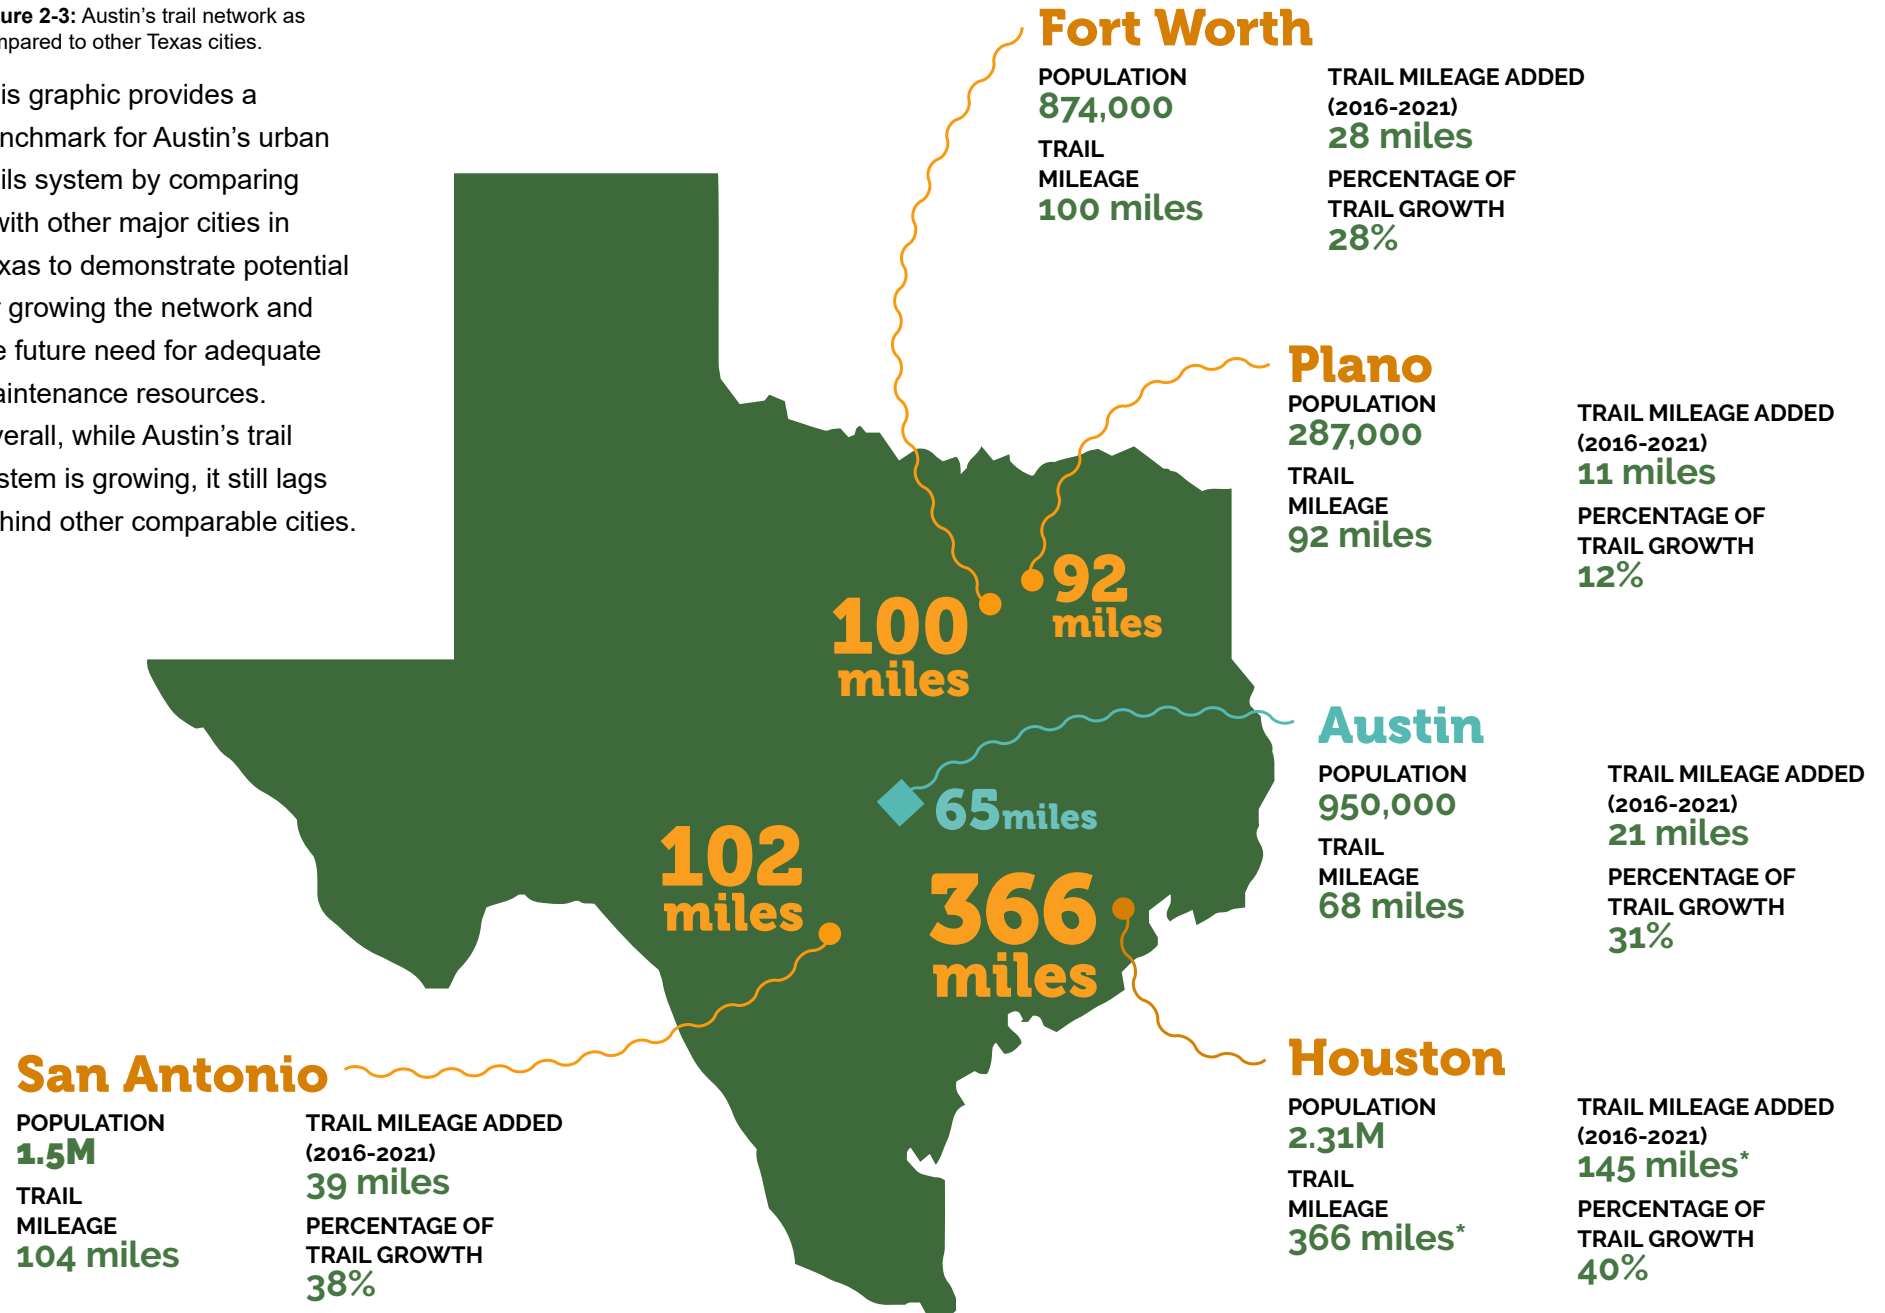 ure 2-3: Austin’s trail network as
mpared to other Texas cities.
is graphic provides a
nchmark for Austin’s urban
ils system by comparing
with other major cities in
xas to demonstrate potential
growing the network and
e future need for adequate
aintenance resources.
verall, while Austin’s trail
stem is growing, it still lags
hind other comparable cities.
Fort Worth
POPULATION
874,000
TRAIL
MILEAGE
100 miles
TRAIL MILEAGE ADDED
(2016-2021)
28 miles
PERCENTAGE OF
TRAIL GROWTH
28%
Plano
POPULATION
287,000
TRAIL
MILEAGE
92 miles
TRAIL MILEAGE ADDED
(2016-2021)
11 miles
PERCENTAGE OF
TRAIL GROWTH
12%
92
miles
100
miles
Austin
POPULATION
950,000
TRAIL
MILEAGE
68 miles
TRAIL MILEAGE ADDED
(2016-2021)
21 miles
PERCENTAGE OF
TRAIL GROWTH
31%
65miles
102
miles
366
miles
San Antonio
POPULATION
1.5M
TRAIL
MILEAGE
104 miles
TRAIL MILEAGE ADDED
(2016-2021)
39 miles
PERCENTAGE OF
TRAIL GROWTH
38%
Houston
POPULATION
2.31M
TRAIL
MILEAGE
366 miles*
TRAIL MILEAGE ADDED
(2016-2021)
145 miles*
PERCENTAGE OF
TRAIL GROWTH
40%